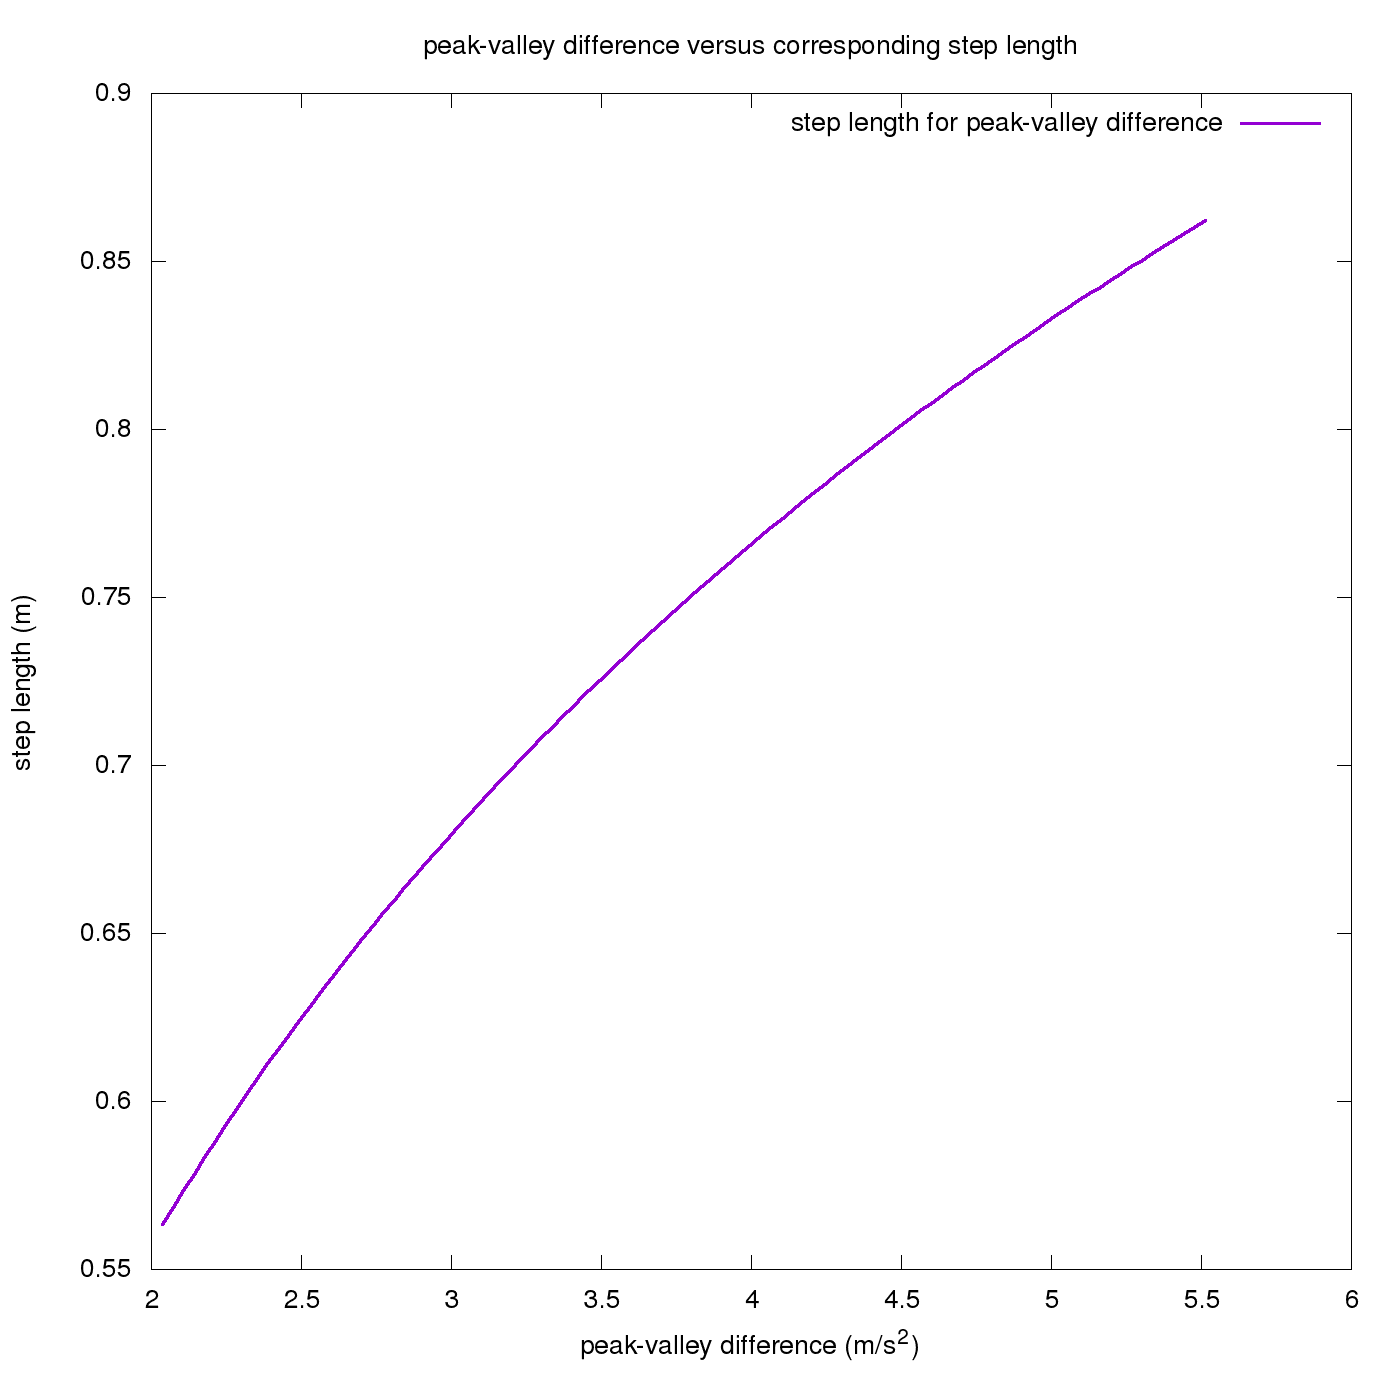 peak-valley difference versus corresponding step length
0.9
step length for peak-valley difference
0.85
0.8
0.75
step length (m)
0.7
0.65
0.6
0.55
2 2.5 3 3.5 4 4.5 5 5.5 6
peak-valley difference (m/s²)